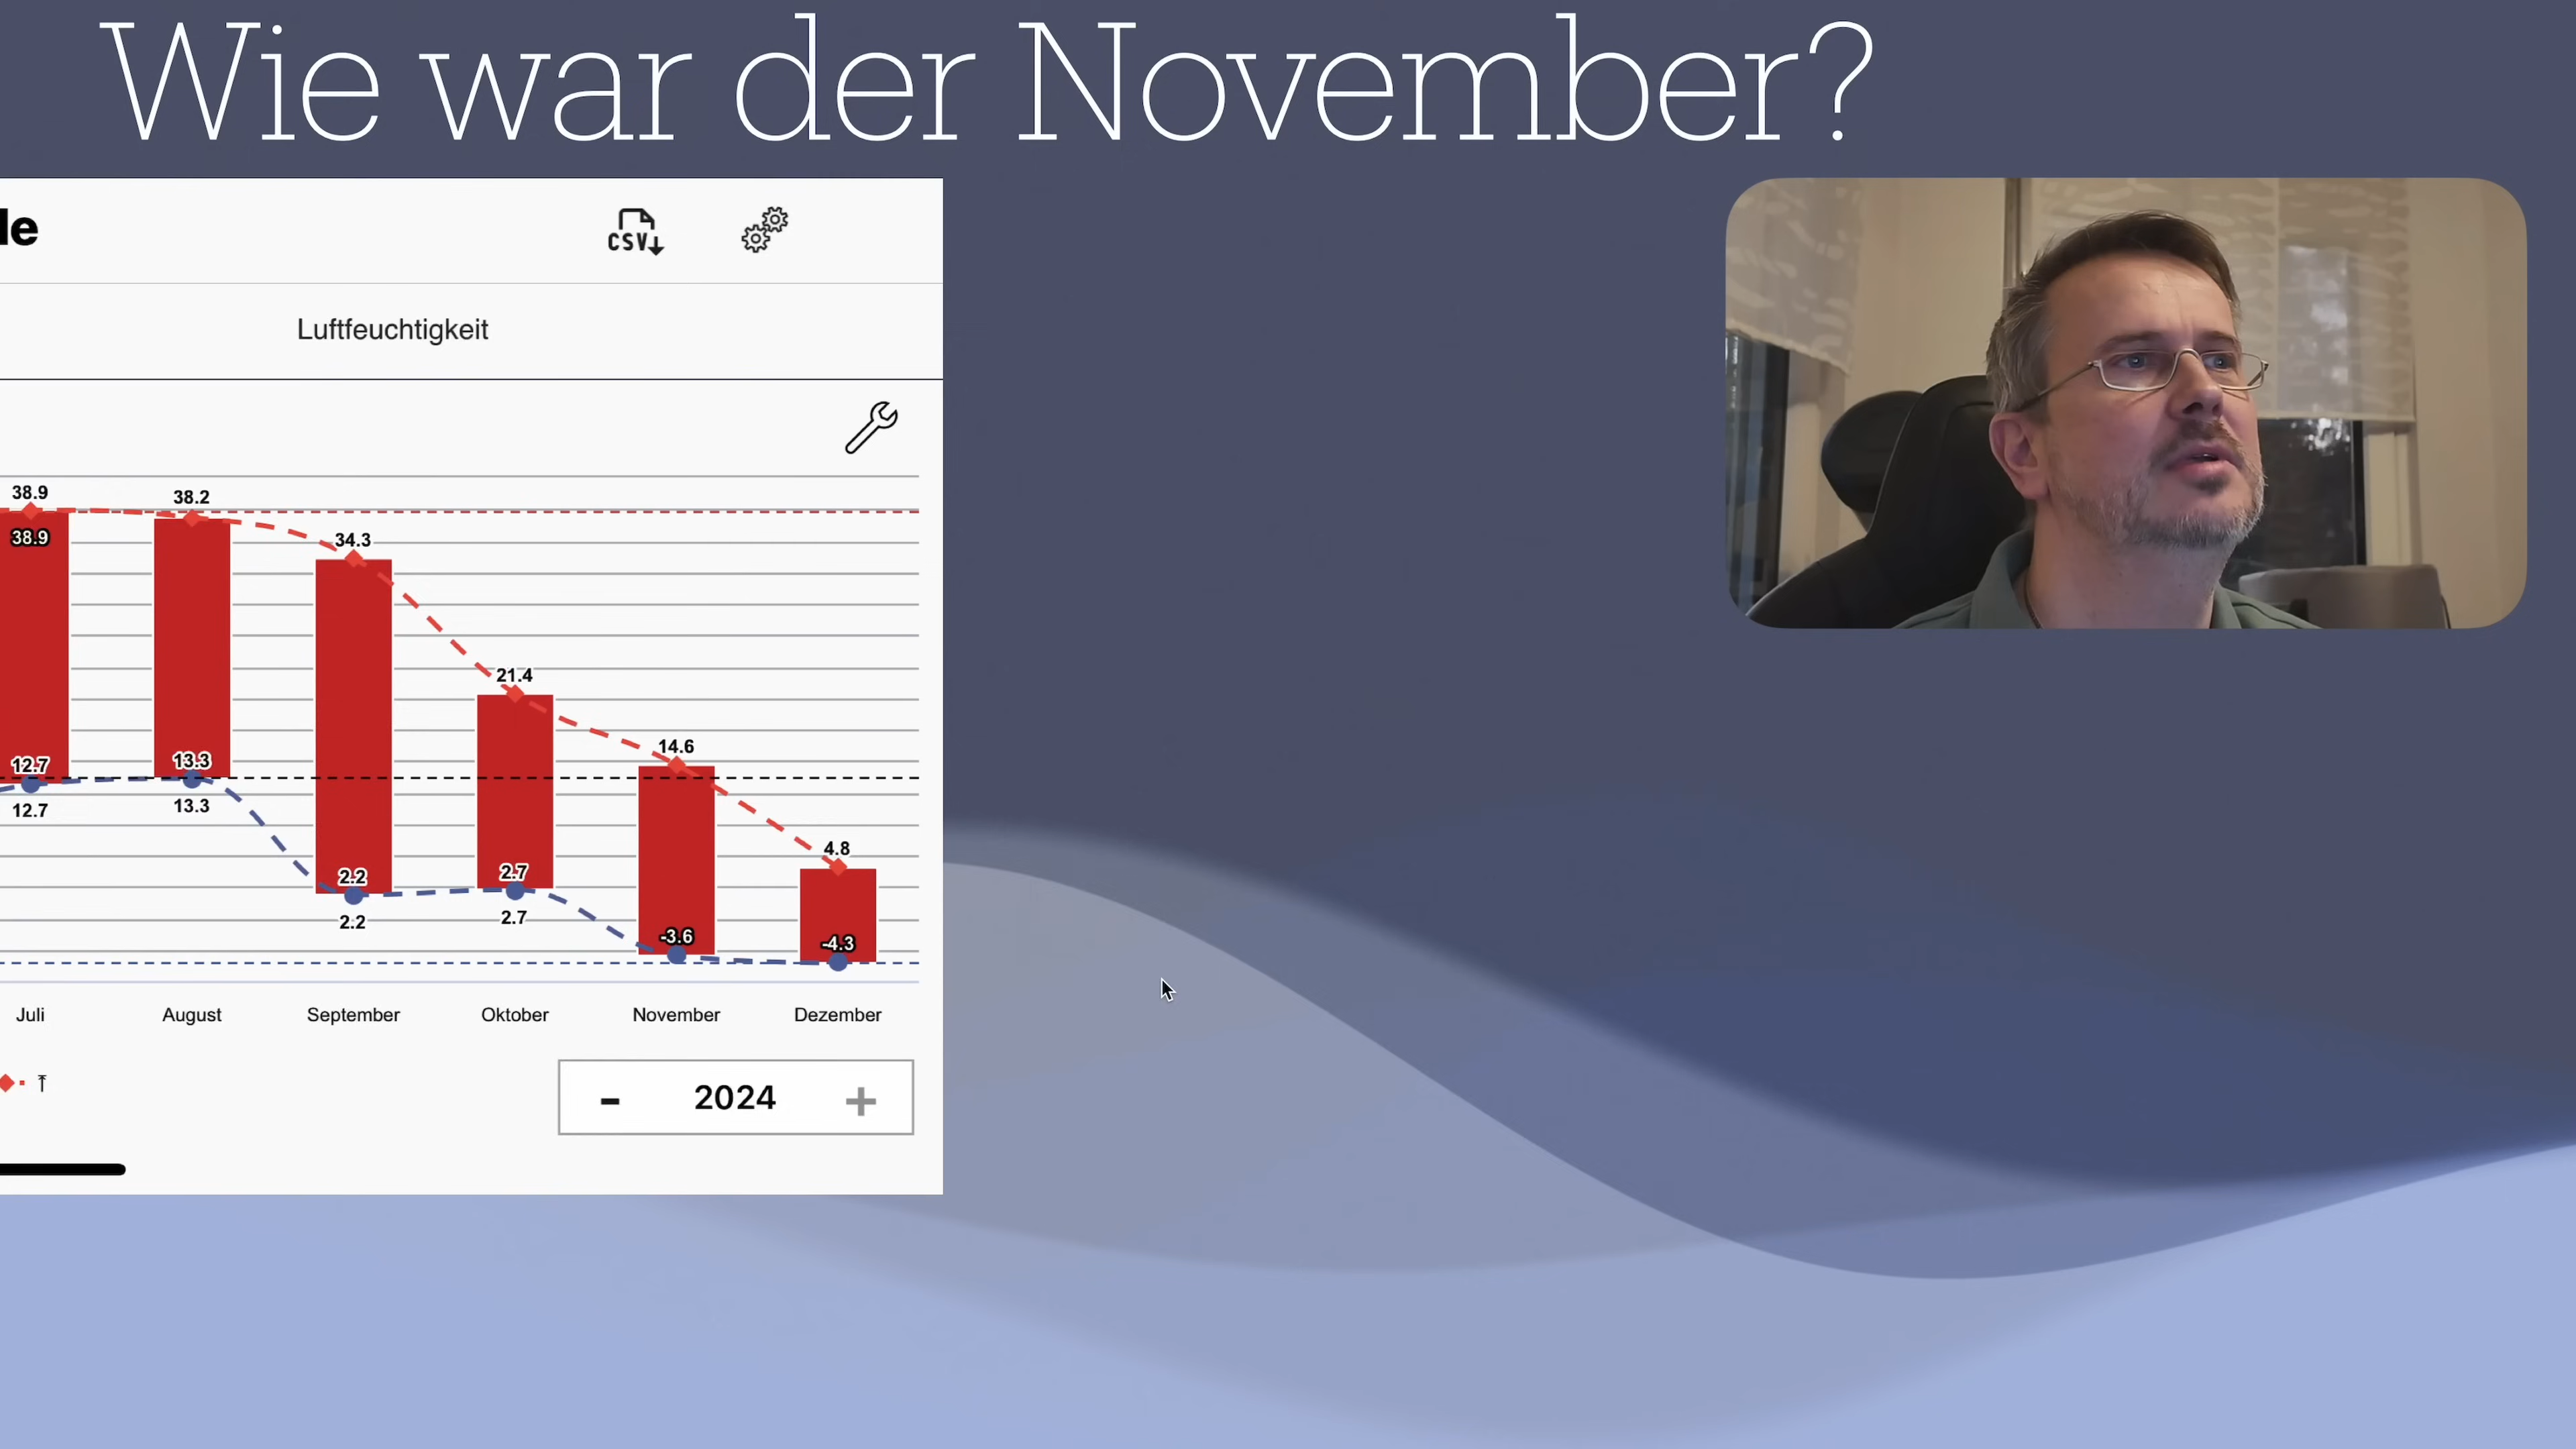 Wie war der November?
le
CSV
Luftfeuchtigkeit
38.9
38.2
38.9
34.3
21.4
14.6
12.7
13.3
12.7
13.3
4.8
2.2
2.7
2.2
2.7
-3.6
-4.3
Juli August September Oktober November Dezember
- 2024 +